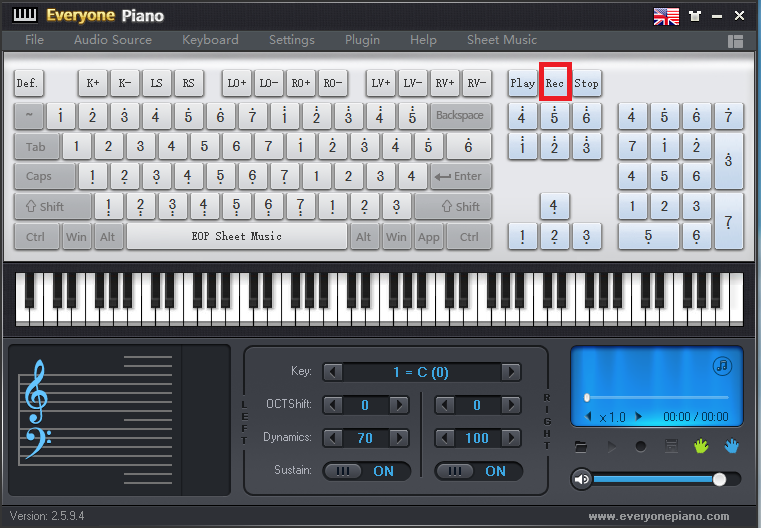 Everyone Piano
File Audio Source Keyboard Settings Plugin Help Sheet Music
Def. K+ K- LS RS LO+ LO- RO+ RO- LV+ LV- RV+ RV- Play Rec Stop
~ 1 2 3 4 5 6 7 1 2 3 4 5 Backspace 4 5 6 4 5 6 7
Tab 1 2 3 4 5 6 7 1 2 3 4 5 6 1 2 3 7 1 2 3
Caps 1 2 3 4 5 6 7 1 2 3 4 Enter 4 5 6
Shift 1 2 3 4 5 6 7 1 2 3 Shift 4 1 2 3 7
Ctrl Win Alt EOP Sheet Music Alt Win App Ctrl 1 2 3 5 6
Key: 1 = C (0)
LEFT
RIGHT
OCTShift: 0 0
Dynamics: 70 100
Sustain: ON ON
x 1.0 00:00 / 00:00
Version: 2.5.9.4 www.everyonepiano.com